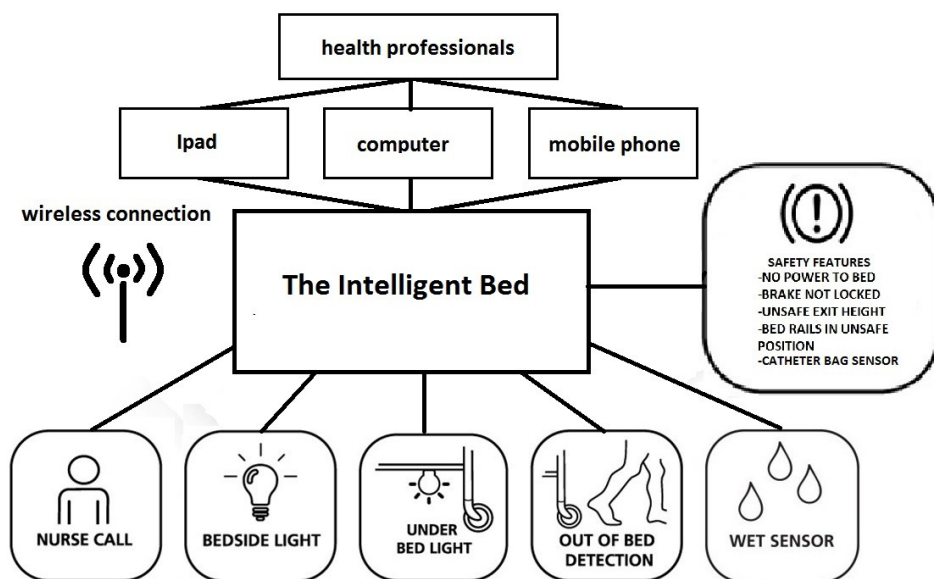 health professionals
Ipad
computer
mobile phone
wireless connection
The Intelligent Bed
SAFETY FEATURES
-NO POWER TO BED
-BRAKE NOT LOCKED
-UNSAFE EXIT HEIGHT
-BED RAILS IN UNSAFE
POSITION
-CATHETER BAG SENSOR
NURSE CALL
BEDSIDE LIGHT
UNDER
BED LIGHT
OUT OF BED
DETECTION
WET SENSOR